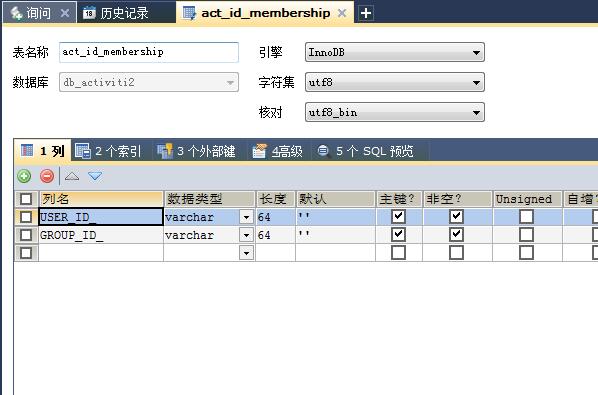 询问 历史记录 act_id_membership
表名称 act_id_membership 引擎 InnoDB
数据库 db_activiti2 字符集 utf8
核对 utf8_bin
1 列 2 个索引 3 个外部键 4高级 5 个 SQL 预览
列名 数据类型 长度 默认 主键? 非空? Unsigned 自增?
USER_ID_ varchar 64 ''
GROUP_ID_ varchar 64 ''